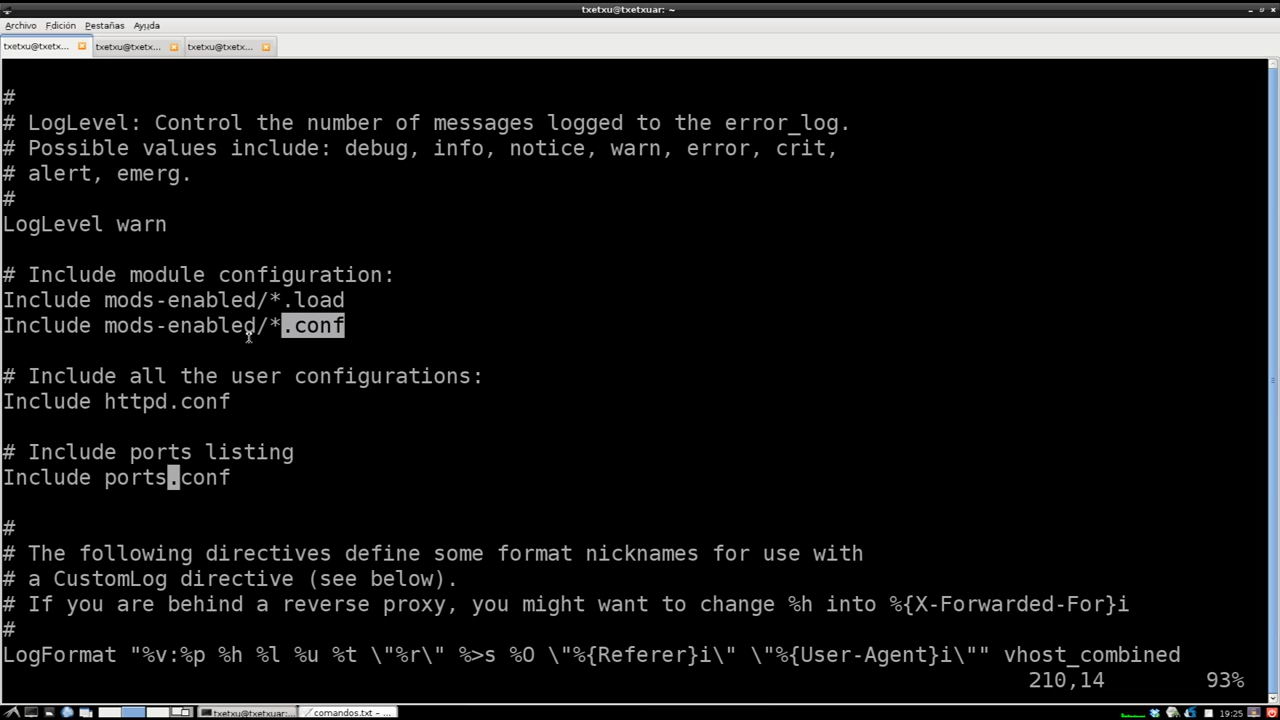 txetxu@txetxuar: ~
Archivo Edición Pestañas Ayuda
txetxu@txetx... txetxu@txetx... txetxu@txetx...
#
# LogLevel: Control the number of messages logged to the error_log.
# Possible values include: debug, info, notice, warn, error, crit,
# alert, emerg.
#
LogLevel warn
# Include module configuration:
Include mods-enabled/*.load
Include mods-enabled/*.conf
# Include all the user configurations:
Include httpd.conf
# Include ports listing
Include ports.conf
#
# The following directives define some format nicknames for use with
# a CustomLog directive (see below).
# If you are behind a reverse proxy, you might want to change %h into %{X-Forwarded-For}i
#
LogFormat "%v:%p %h %l %u %t \"%r\" %>s %O \"%{Referer}i\" \"%{User-Agent}i\"" vhost_combined
210,14 93%
txetxu@txetxuar:... comandos.txt - ... 19:25